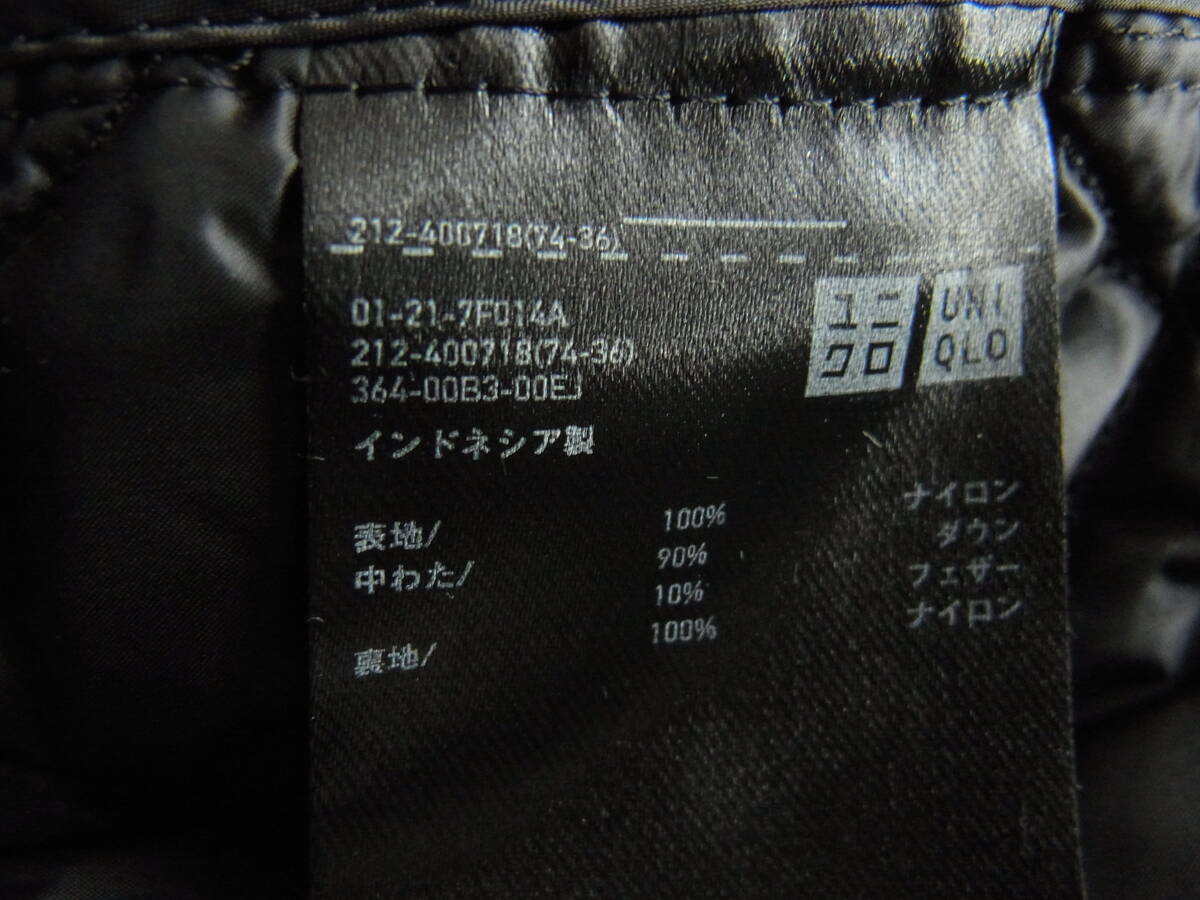 212-400718(74-36)
01-21-7F014A
212-400718(74-36)
364-00B3-00EJ
ユニ
クロ
UNI
QLO
インドネシア製
表地/ 100% ナイロン
中わた/ 90% ダウン
10% フェザー
裏地/ 100% ナイロン